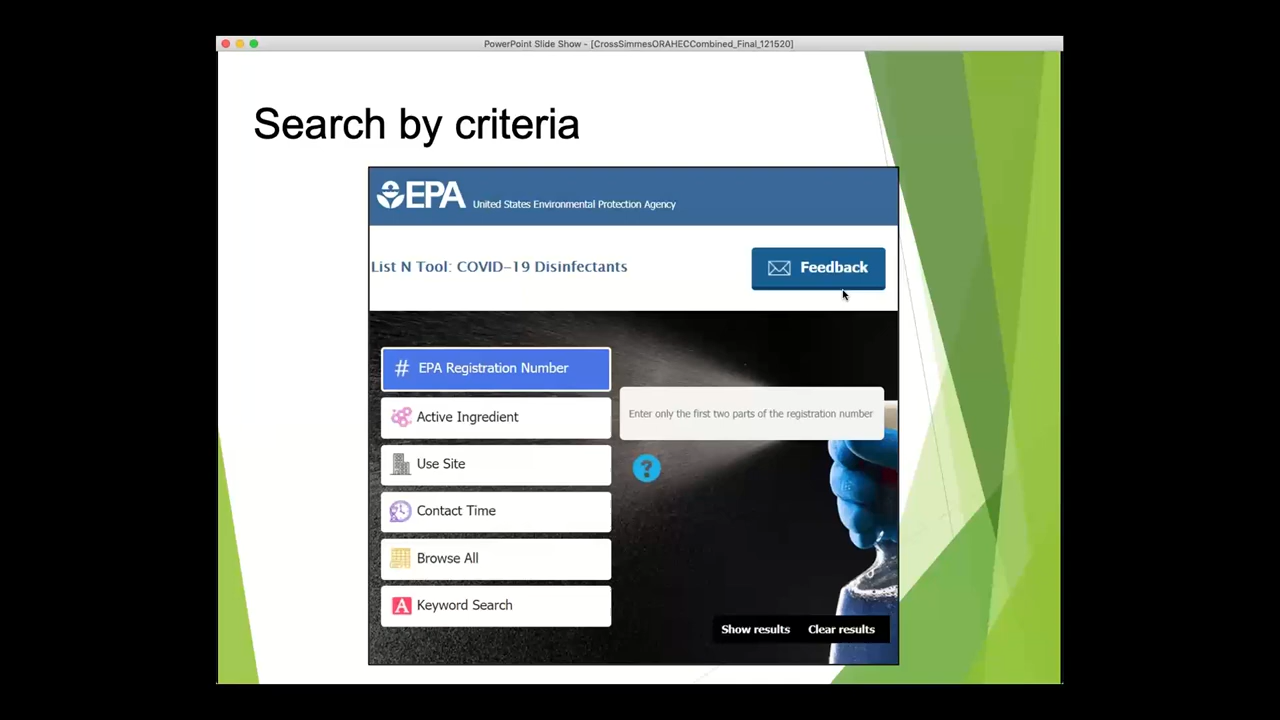 PowerPoint Slide Show - [CrossSimmesORAHECCombined_Final_121520]
Search by criteria
EPA United States Environmental Protection Agency
List N Tool: COVID-19 Disinfectants
Feedback
# EPA Registration Number
Active Ingredient
Enter only the first two parts of the registration number
Use Site
?
Contact Time
Browse All
A Keyword Search
Show results Clear results